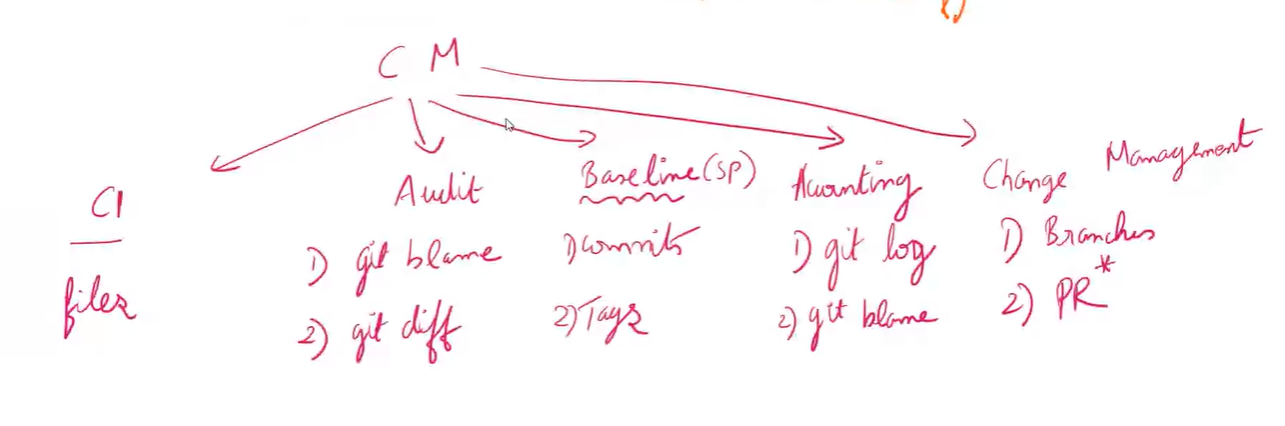 C M
CI
files
Audit
1) git blame
2) git diff
Baseline (SP)
1) commits
2) Tags
Accounting
1) git log
2) git blame
Change Management
1) Branches
2) PR*